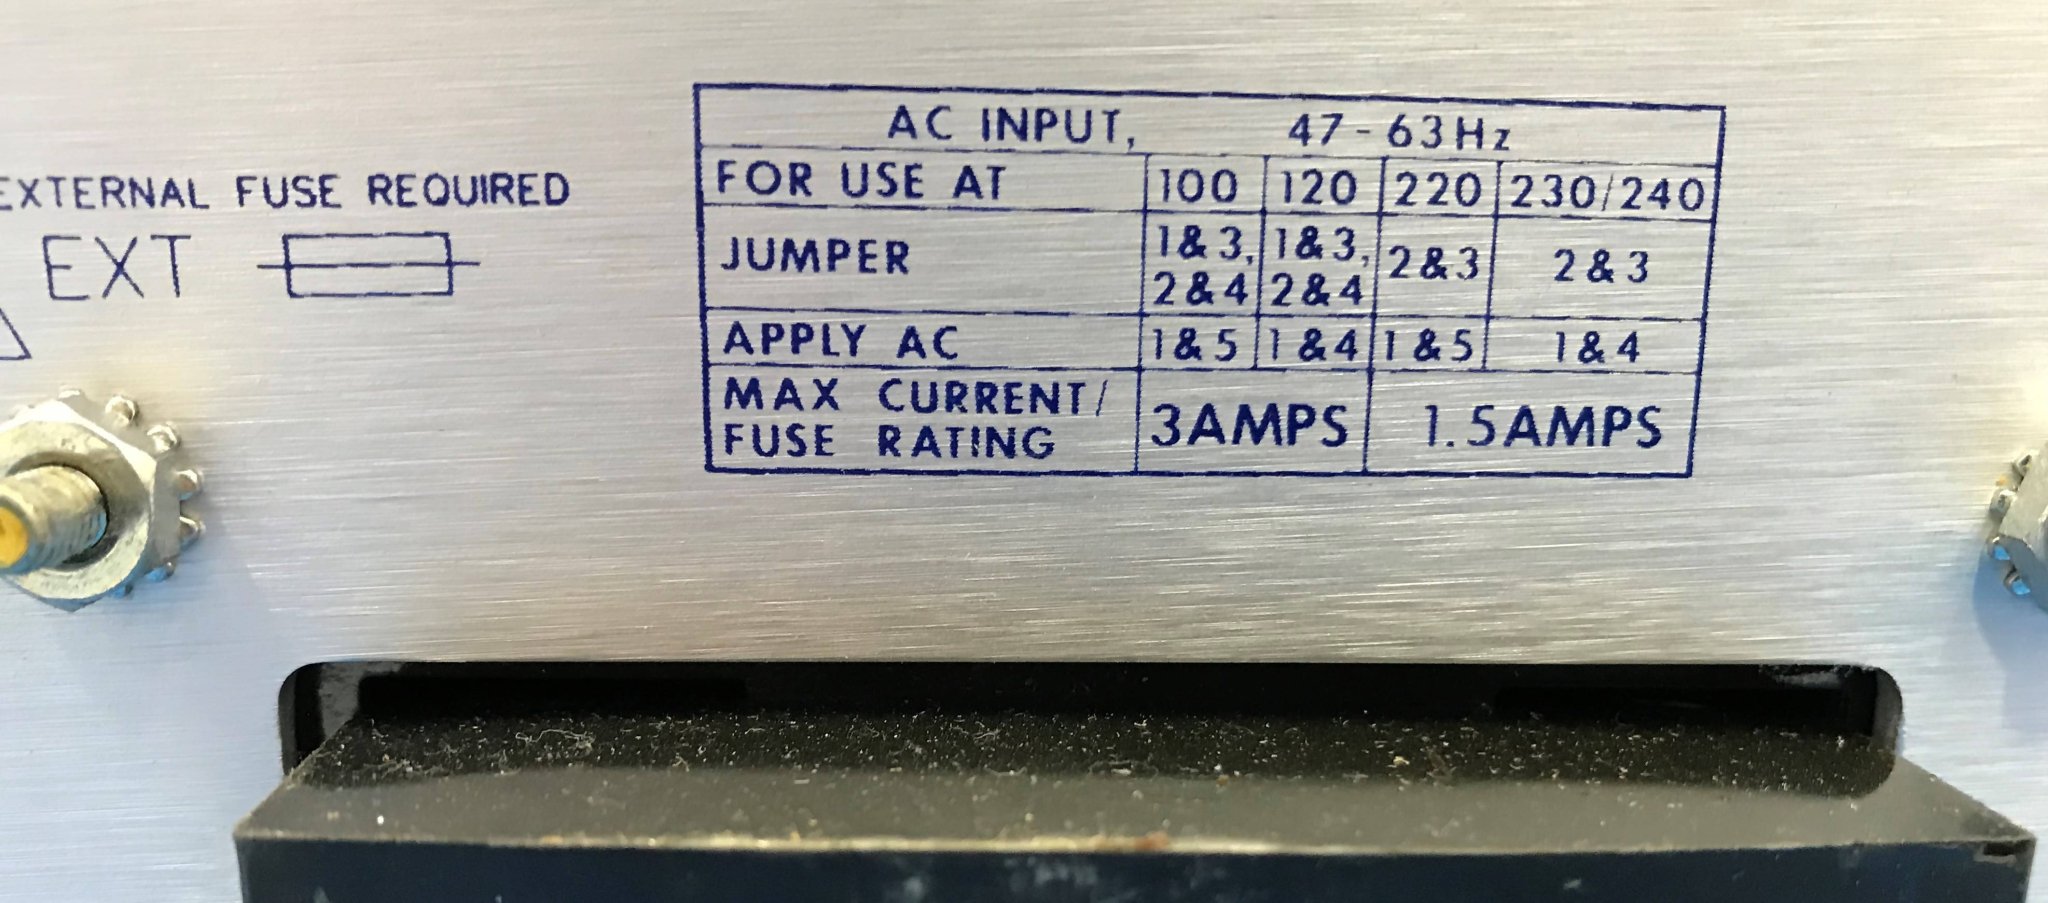 EXTERNAL FUSE REQUIRED
EXT
AC INPUT, 47-63Hz
FOR USE AT 100 120 220 230/240
JUMPER 1&3, 2&4 1&3, 2&4 2&3 2&3
APPLY AC 1&5 1&4 1&5 1&4
MAX CURRENT/
FUSE RATING 3AMPS 1.5AMPS